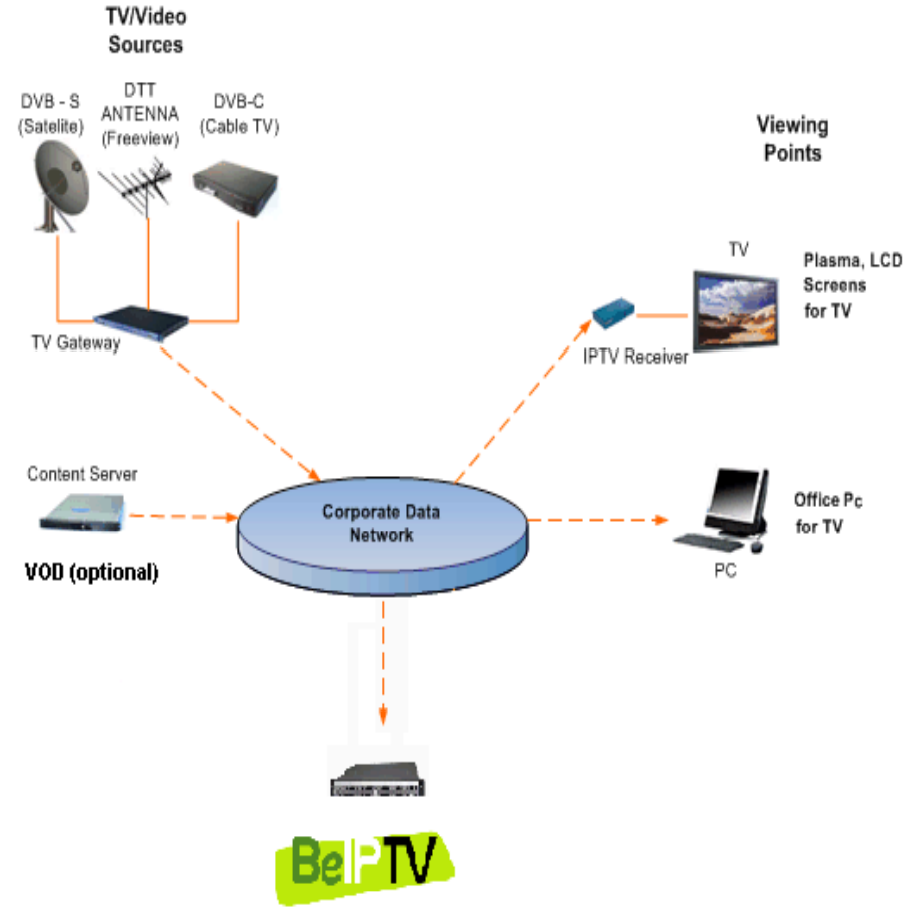 TV/Video
Sources
DVB - S
(Satelite)
DTT
ANTENNA
(Freeview)
DVB-C
(Cable TV)
Viewing
Points
TV
Plasma, LCD
Screens
for TV
TV Gateway
IPTV Receiver
Content Server
VOD (optional)
Corporate Data
Network
Office Pc
for TV
PC
BeIPTV